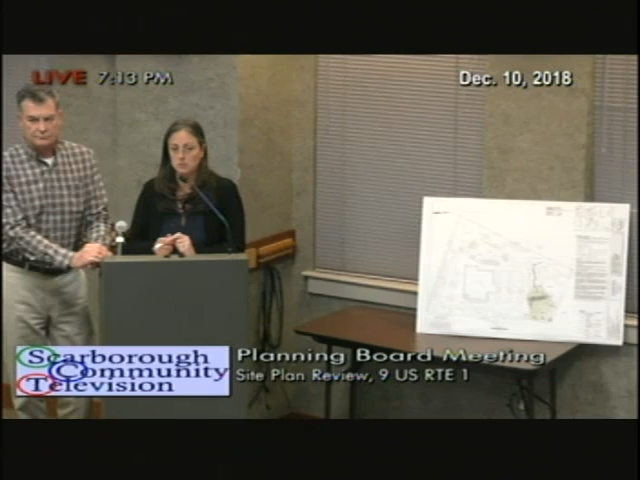 LIVE 7:13 PM
Dec. 10, 2018
Scarborough
Community
Television
Planning Board Meeting
Site Plan Review, 9 US RTE 1